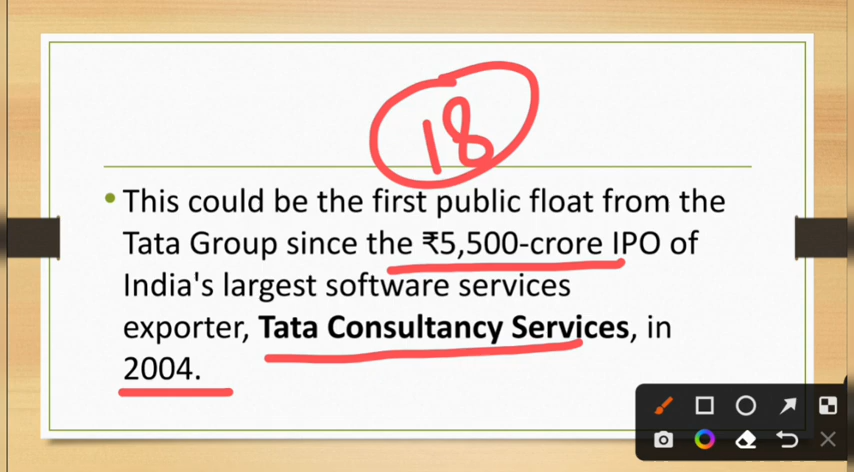 18
This could be the first public float from the
Tata Group since the ₹5,500-crore IPO of
India's largest software services
exporter, Tata Consultancy Services, in
2004.